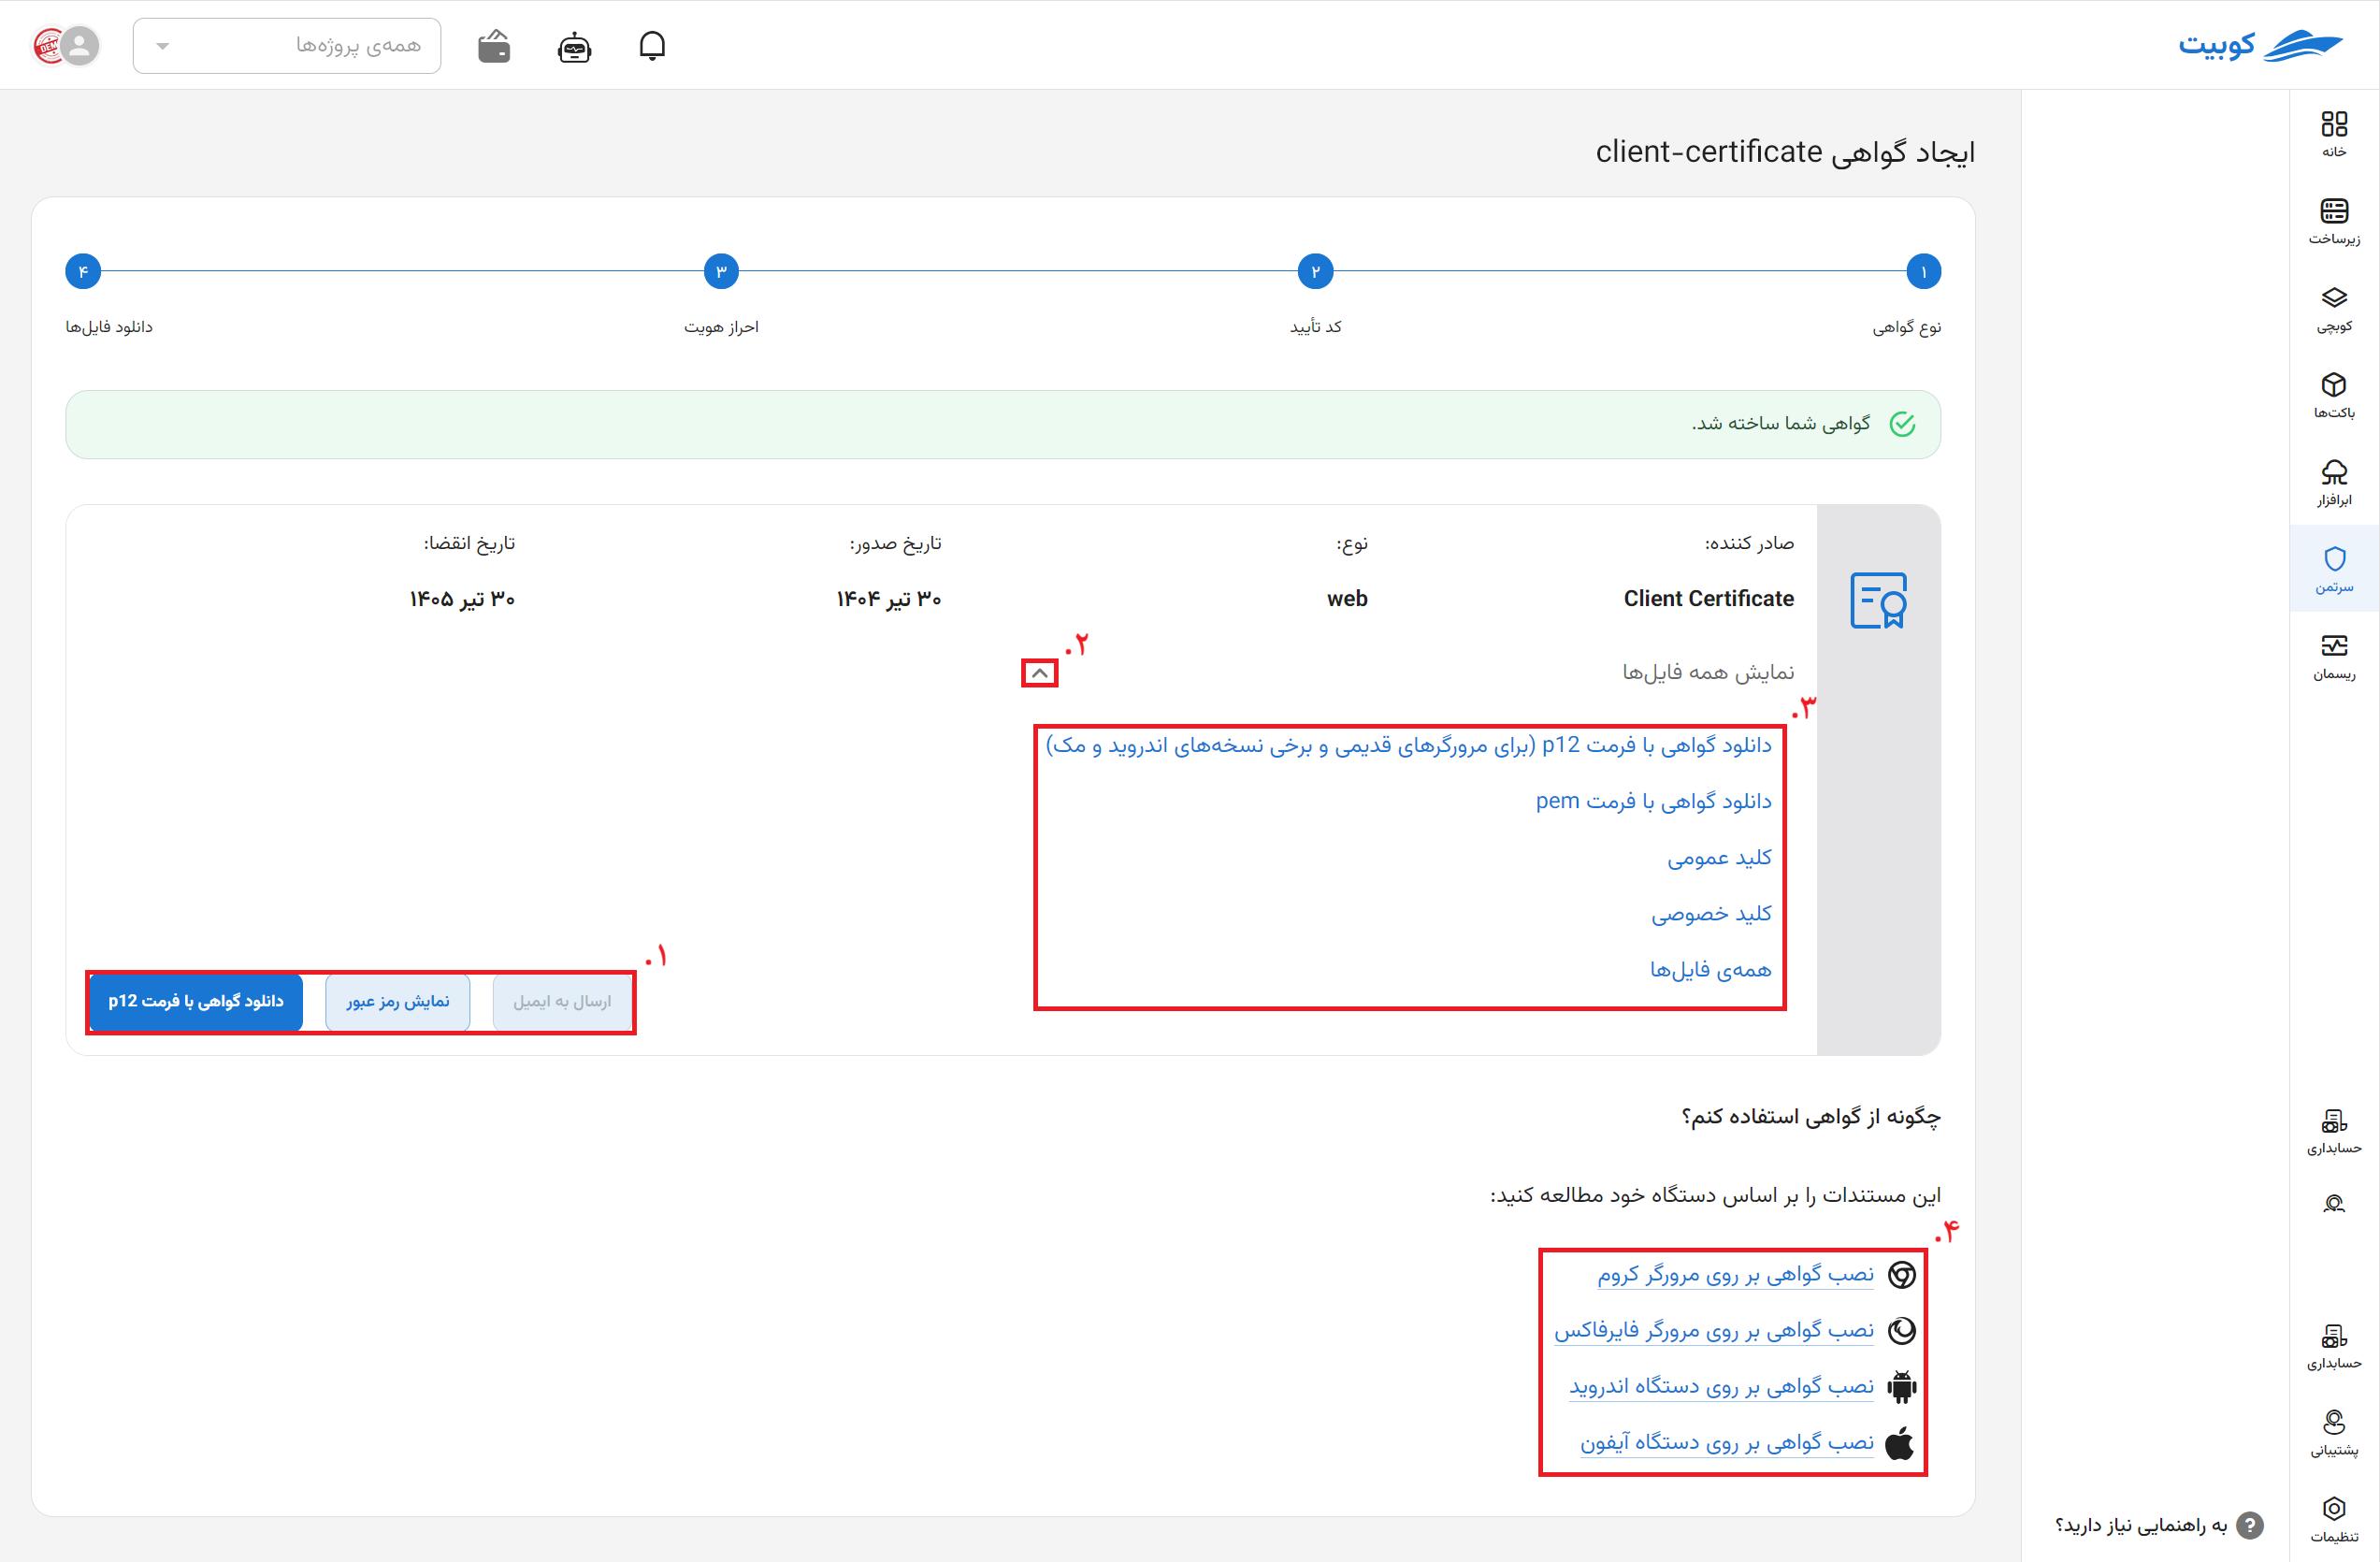 کوبیت
همه‌ی پروژه‌ها
DEM
خانه
زیرساخت
کوبچی
باکت‌ها
ابرافزار
سرتمن
ریسمان
حسابداری
حسابداری
پشتیبانی
تنظیمات
به راهنمایی نیاز دارید؟
?
ایجاد گواهی client-certificate
۱
۲
۳
۴
نوع گواهی
کد تأیید
احراز هویت
دانلود فایل‌ها
گواهی شما ساخته شد.
صادر کننده:
نوع:
تاریخ صدور:
تاریخ انقضا:
Client Certificate
web
۳۰ تیر ۱۴۰۴
۳۰ تیر ۱۴۰۵
۲.
نمایش همه فایل‌ها
۳.
دانلود گواهی با فرمت p12 (برای مرورگرهای قدیمی و برخی نسخه‌های اندروید و مک)
دانلود گواهی با فرمت pem
کلید عمومی
کلید خصوصی
همه‌ی فایل‌ها
۱.
ارسال به ایمیل
نمایش رمز عبور
دانلود گواهی با فرمت p12
چگونه از گواهی استفاده کنم؟
این مستندات را بر اساس دستگاه خود مطالعه کنید:
۴.
نصب گواهی بر روی مرورگر کروم
نصب گواهی بر روی مرورگر فایرفاکس
نصب گواهی بر روی دستگاه اندروید
نصب گواهی بر روی دستگاه آیفون